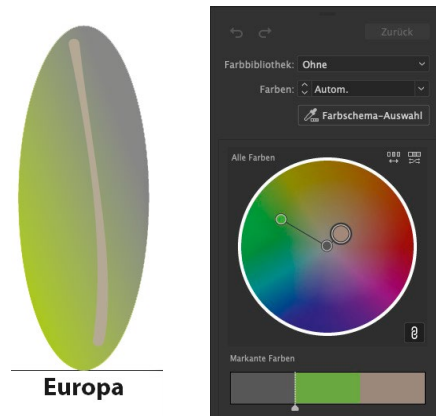 Zurück
Farbbibliothek: Ohne
Farben: Autom.
Farbschema-Auswahl
Alle Farben
Markante Farben
Europa